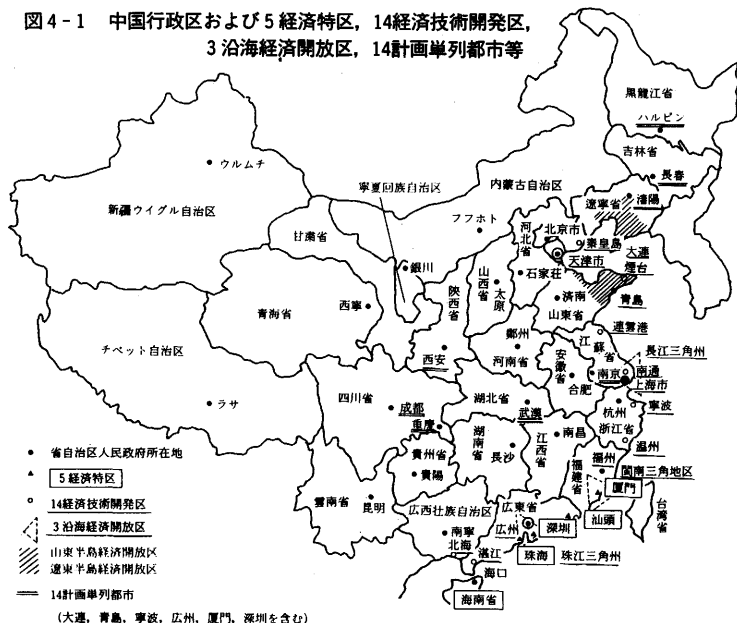 図4-1 中国行政区および5経済特区，14経済技術開発区，
3沿海経済開放区，14計画単列都市等
黒龍江省
ハルビン
吉林省
長春
ウルムチ
寧夏回族自治区
内蒙古自治区
遼寧省
瀋陽
新疆ウイグル自治区
フフホト
河北省
北京市
秦皇島
大連
甘粛省
天津市
煙台
銀川
山西省
太原
石家荘
済南
青島
陝西省
山東省
青海省
西寧
連雲港
チベット自治区
鄭州
江蘇省
長江三角州
西安
河南省
安徽省
南京
南通
合肥
上海市
四川省
湖北省
ラサ
成都
武漢
杭州
寧波
重慶
浙江省
湖南省
江西省
南昌
温州
貴州省
長沙
福建省
福州
閩南三角地区
貴陽
厦門
雲南省
昆明
広西壮族自治区
広東省
台湾省
広州
深圳
汕頭
南寧
北海
湛江
珠海
珠江三角州
海口
海南省
● 省自治区人民政府所在地
▲ 5経済特区
○ 14経済技術開発区
3沿海経済開放区
山東半島経済開放区
遼東半島経済開放区
14計画単列都市
(大連，青島，寧波，広州，厦門，深圳を含む)